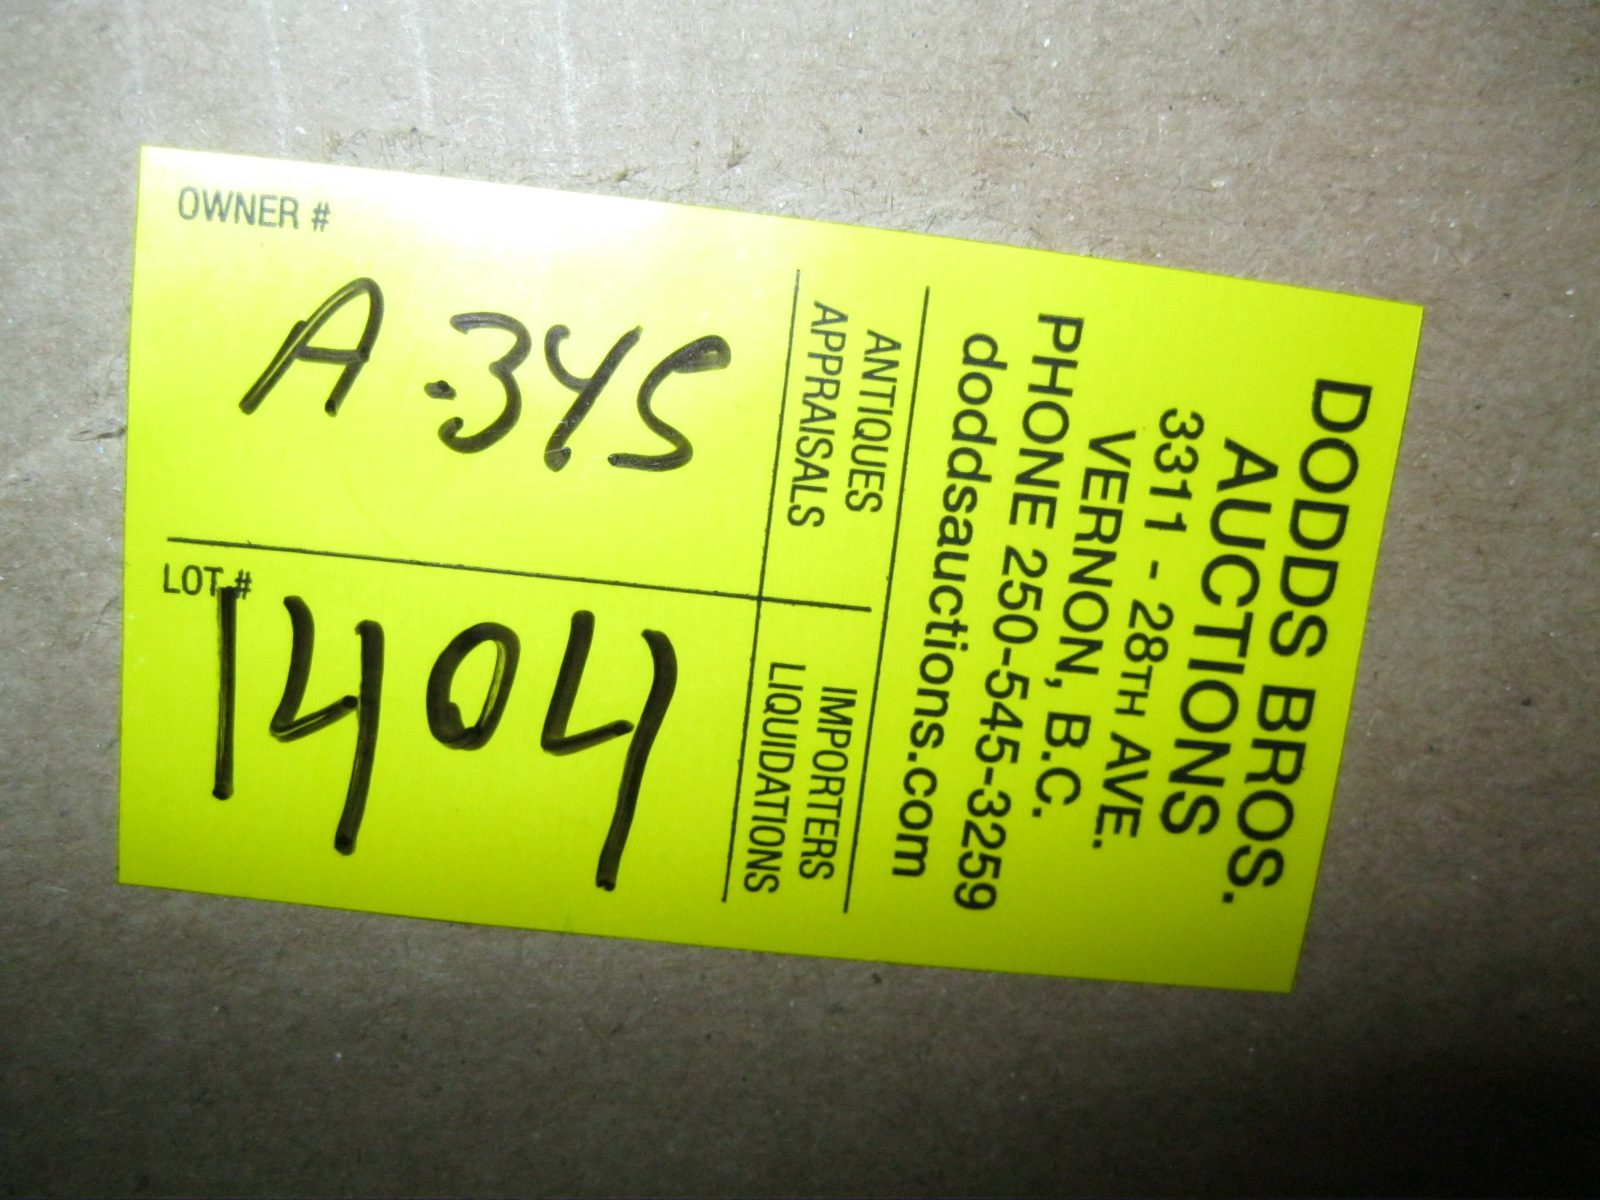 DODDS BROS.
AUCTIONS
3311 - 28TH AVE.
VERNON, B.C.
PHONE 250-545-3259
doddsauctions.com
ANTIQUES
APPRAISALS
IMPORTERS
LIQUIDATIONS
OWNER #
A-345
LOT #
1404